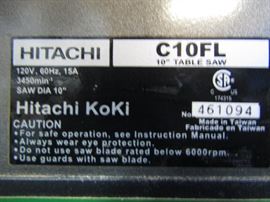 HITACHI
C10FL
10" TABLE SAW
120V, 60Hz, 15A
3450min⁻¹
SAW DIA 10"
C US
174315
Hitachi KoKi
No. 461094
Made in Taiwan
Fabricado en Taiwan
CAUTION
•For safe operation, see Instruction Manual.
•Always wear eye protection.
•Do not use saw blade rated below 6000rpm.
•Use guards with saw blade.